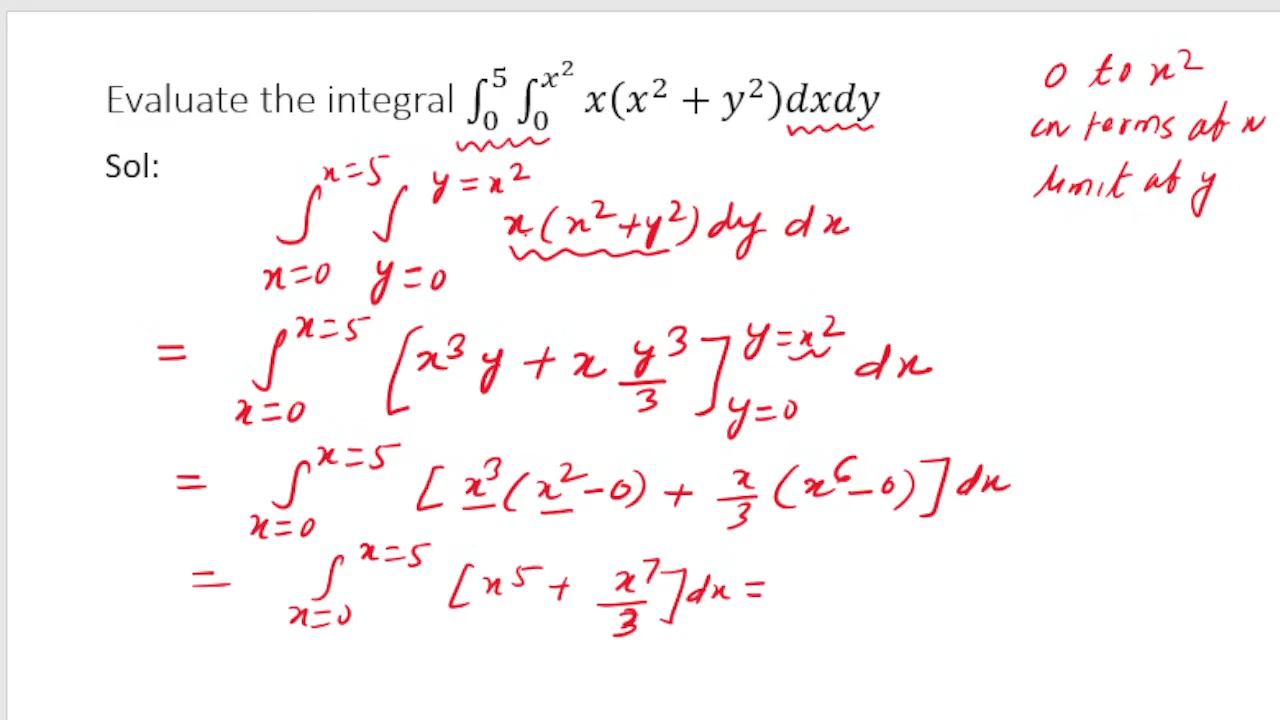 Evaluate the integral ∫₀⁵ ∫₀^{x²} x(x² + y²)dxdy
Sol:
0 to x²
in terms of x
limit of y
∫_{x=0}^{x=5} ∫_{y=0}^{y=x²} x(x²+y²) dy dx
= ∫_{x=0}^{x=5} [x³y + x y³/3]_{y=0}^{y=x²} dx
= ∫_{x=0}^{x=5} [x³(x²-0) + x/3 (x⁶-0)] dx
= ∫_{x=0}^{x=5} [x⁵ + x⁷/3] dx =